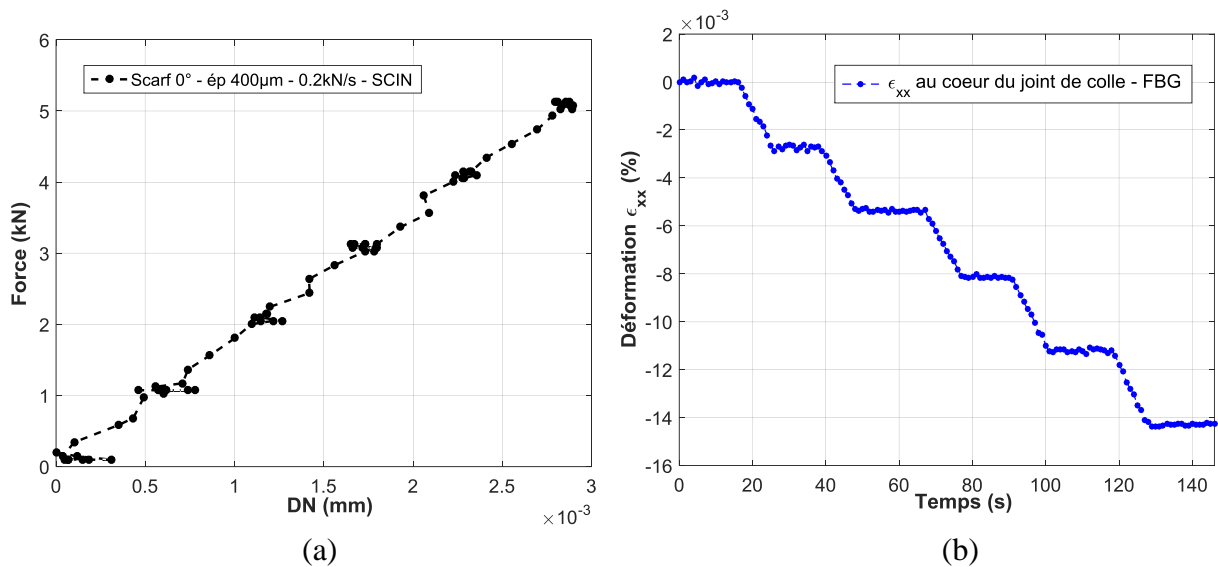 6
5
4
3
2
1
0
Force (kN)
Scarf 0° - ép 400µm - 0.2kN/s - SCIN
0 0.5 1 1.5 2 2.5 3
DN (mm)
×10⁻³
(a)
×10⁻³
2
0
-2
-4
-6
-8
-10
-12
-14
-16
Déformation ϵxx (%)
ϵxx au coeur du joint de colle - FBG
0 20 40 60 80 100 120 140
Temps (s)
(b)